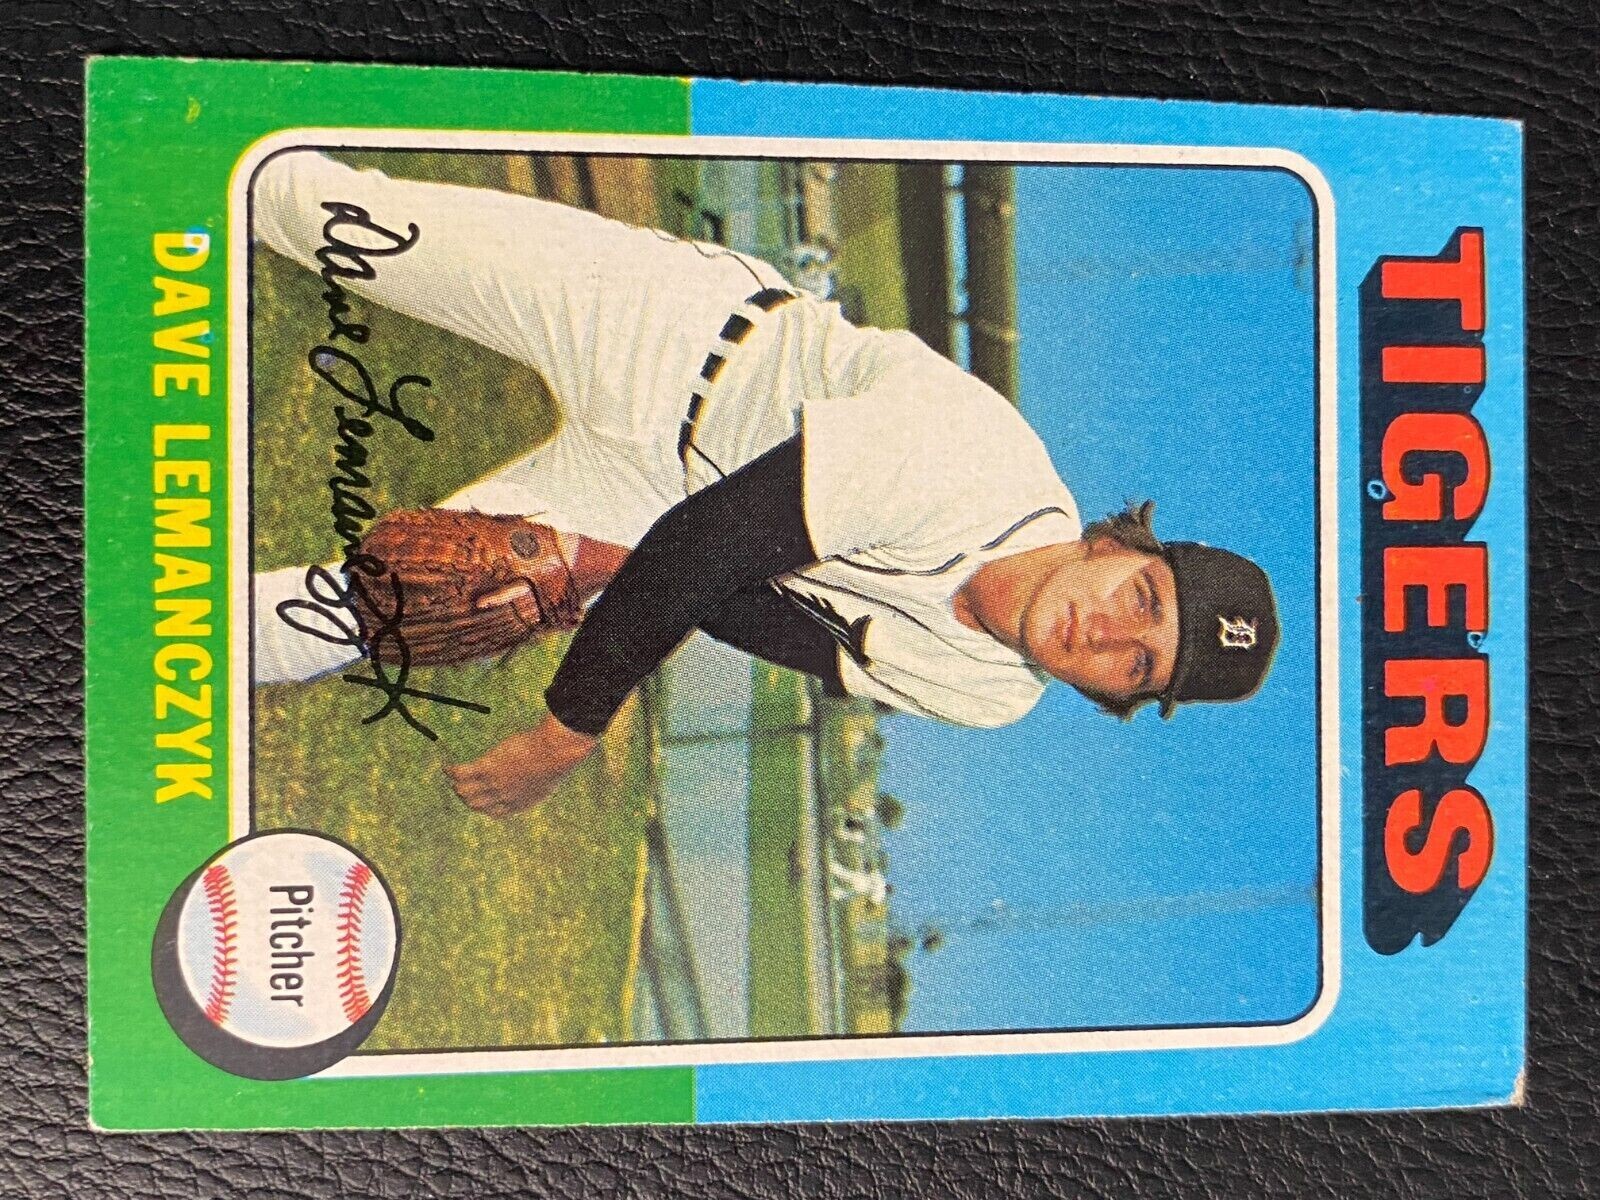 TIGERS
D
Dave Lemanczyk
DAVE LEMANCZYK
Pitcher